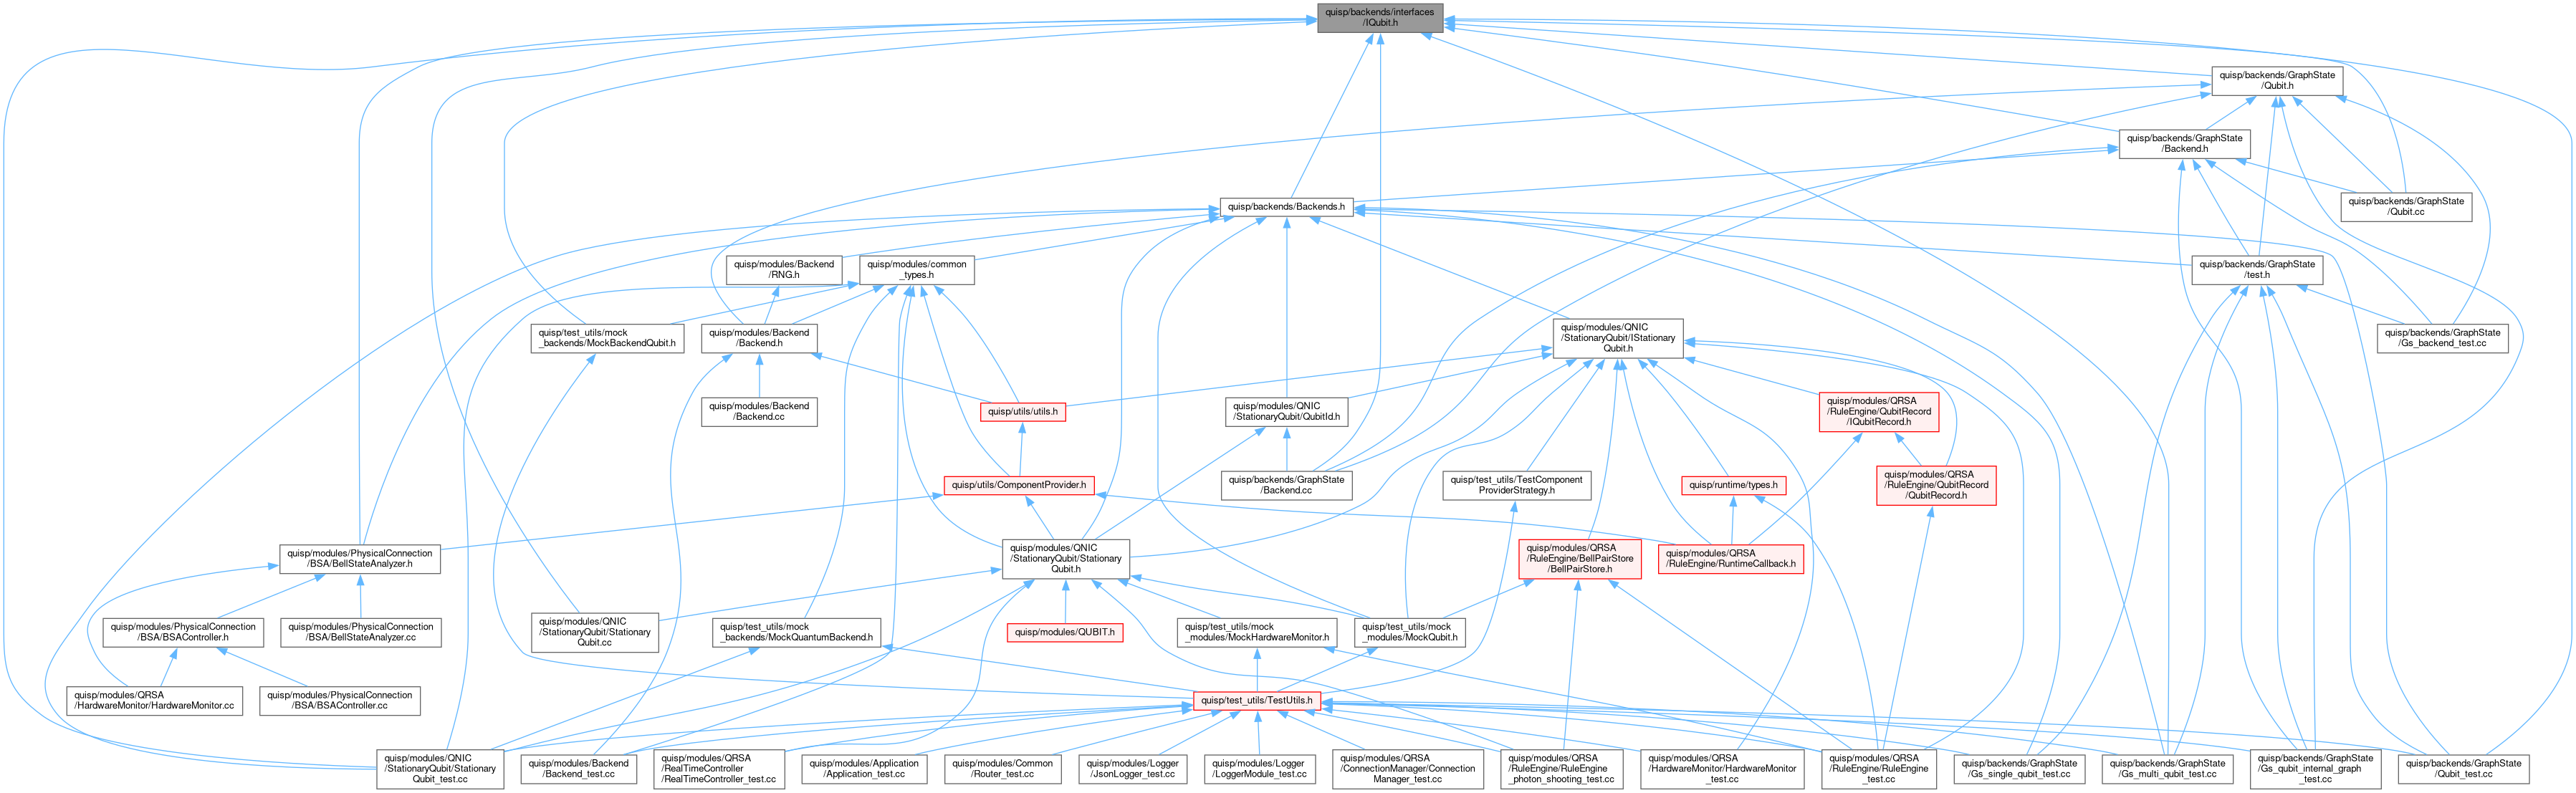 quisp/backends/interfaces
/IQubit.h
quisp/backends/GraphState
/Qubit.h
quisp/backends/GraphState
/Backend.h
quisp/backends/Backends.h
quisp/backends/GraphState
/Qubit.cc
quisp/modules/Backend
/RNG.h
quisp/modules/common
_types.h
quisp/backends/GraphState
/test.h
quisp/test_utils/mock
_backends/MockBackendQubit.h
quisp/modules/Backend
/Backend.h
quisp/modules/QNIC
/StationaryQubit/IStationary
Qubit.h
quisp/backends/GraphState
/Gs_backend_test.cc
quisp/modules/Backend
/Backend.cc
quisp/utils/utils.h
quisp/modules/QNIC
/StationaryQubit/QubitId.h
quisp/modules/QRSA
/RuleEngine/QubitRecord
/IQubitRecord.h
quisp/utils/ComponentProvider.h
quisp/backends/GraphState
/Backend.cc
quisp/test_utils/TestComponent
ProviderStrategy.h
quisp/runtime/types.h
quisp/modules/QRSA
/RuleEngine/QubitRecord
/QubitRecord.h
quisp/modules/PhysicalConnection
/BSA/BellStateAnalyzer.h
quisp/modules/QNIC
/StationaryQubit/Stationary
Qubit.h
quisp/modules/QRSA
/RuleEngine/BellPairStore
/BellPairStore.h
quisp/modules/QRSA
/RuleEngine/RuntimeCallback.h
quisp/modules/PhysicalConnection
/BSA/BSAController.h
quisp/modules/PhysicalConnection
/BSA/BellStateAnalyzer.cc
quisp/modules/QNIC
/StationaryQubit/Stationary
Qubit.cc
quisp/test_utils/mock
_backends/MockQuantumBackend.h
quisp/modules/QUBIT.h
quisp/test_utils/mock
_modules/MockHardwareMonitor.h
quisp/test_utils/mock
_modules/MockQubit.h
quisp/modules/QRSA
/HardwareMonitor/HardwareMonitor.cc
quisp/modules/PhysicalConnection
/BSA/BSAController.cc
quisp/test_utils/TestUtils.h
quisp/modules/QNIC
/StationaryQubit/Stationary
Qubit_test.cc
quisp/modules/Backend
/Backend_test.cc
quisp/modules/QRSA
/RealTimeController
/RealTimeController_test.cc
quisp/modules/Application
/Application_test.cc
quisp/modules/Common
/Router_test.cc
quisp/modules/Logger
/JsonLogger_test.cc
quisp/modules/Logger
/LoggerModule_test.cc
quisp/modules/QRSA
/ConnectionManager/Connection
Manager_test.cc
quisp/modules/QRSA
/RuleEngine/RuleEngine
_photon_shooting_test.cc
quisp/modules/QRSA
/HardwareMonitor/HardwareMonitor
_test.cc
quisp/modules/QRSA
/RuleEngine/RuleEngine
_test.cc
quisp/backends/GraphState
/Gs_single_qubit_test.cc
quisp/backends/GraphState
/Gs_multi_qubit_test.cc
quisp/backends/GraphState
/Gs_qubit_internal_graph
_test.cc
quisp/backends/GraphState
/Qubit_test.cc